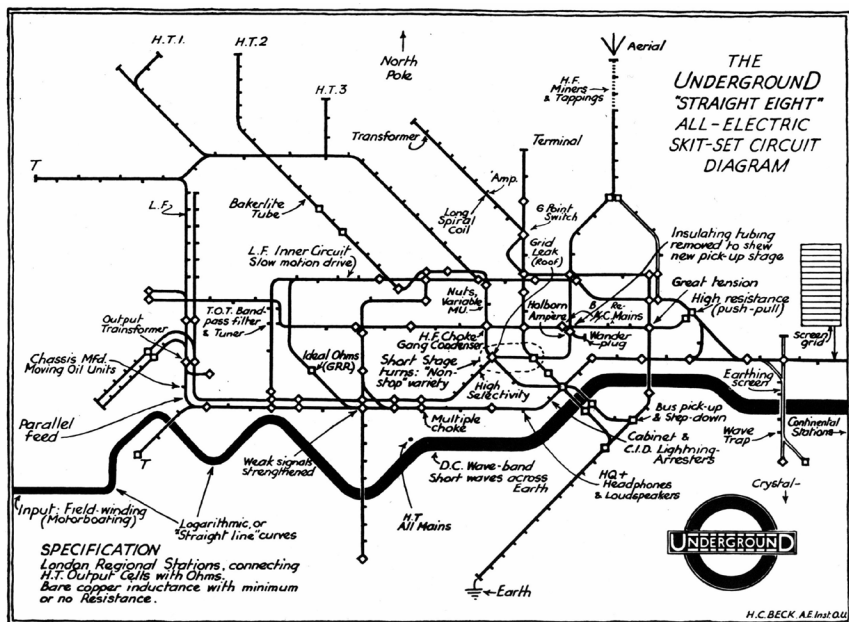 THE
UNDERGROUND
"STRAIGHT EIGHT"
ALL-ELECTRIC
SKIT-SET CIRCUIT
DIAGRAM
H.T.1.
H.T.2
H.T.3
North
Pole
Aerial
H.F.
Miners
& Tappings
Transformer
Terminal
T
L.F.
Bakerlite
Tube
Amp.
Long
Spiral
coil
6 Point
Switch
Grid
Leak
(Roof)
Insulating tubing
removed to shew
new pick-up stage
L.F. Inner Circuit
Slow motion drive)
Nuts,
Variable
MU.
Great tension
High resistance
(push-pull)
T.O.T. Band-
pass filter
& Tuner
Holborn
Ampere
B. Re-
A.C. Mains
Output
Trainsformer
H.F. Choke
Gang Condenser
Wander
plug
screen
grid
Chassis Mfd.
Moving Oil Units
Ideal Ohms
(GRR)
Short Stage
turns: "Non-
stop" variety
High
Selectivity
Earthing
screen
Parallel
feed
Multiple
choke
Bus pick-up
& Step-down
Wave
Trap
Continental
Stations
T
Weak signals
strengthened
D.C. Wave-band
Short waves across
Earth
Cabinet &
C.I.D. Lightning-
Arresters
HQ+
Headphones
& Loudspeakers
Crystal
Input: Field-winding
(Motorboating)
Logarithmic, or
"Straight line" curves
H.T
All Mains
SPECIFICATION
London Regional Stations, connecting
H.T. Output Cells with Ohms.
Bare copper inductance with minimum
or no Resistance.
Earth
UNDERGROUND
H.C. BECK. A.E. Inst. O.U.